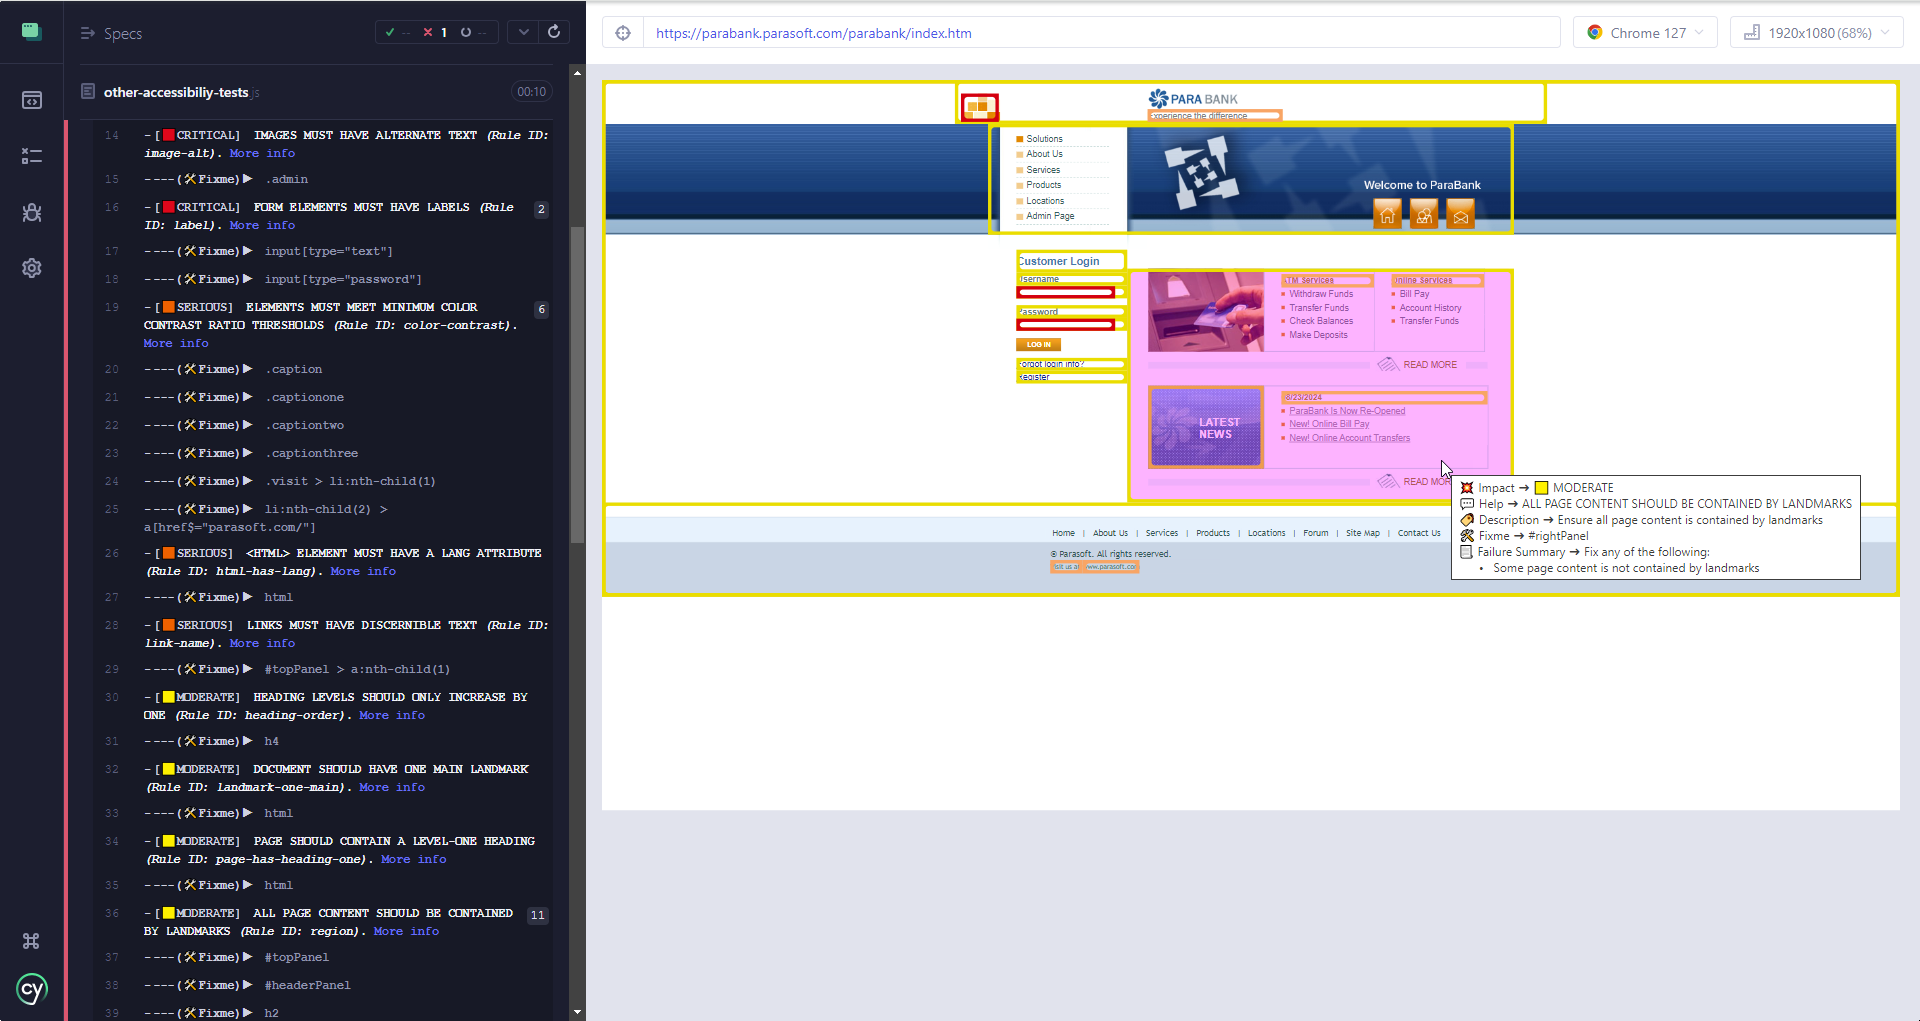 Specs
-- 1 --
https://parabank.parasoft.com/parabank/index.htm
Chrome 127
1920x1080 (68%)
other-accessibiliy-tests js
00:10
14 - [CRITICAL] IMAGES MUST HAVE ALTERNATE TEXT (Rule ID:
image-alt). More info
15 ----(Fixme) .admin
16 - [CRITICAL] FORM ELEMENTS MUST HAVE LABELS (Rule 2
ID: label). More info
17 ----(Fixme) input[type="text"]
18 ----(Fixme) input[type="password"]
19 - [SERIOUS] ELEMENTS MUST MEET MINIMUM COLOR 6
CONTRAST RATIO THRESHOLDS (Rule ID: color-contrast).
More info
20 ----(Fixme) .caption
21 ----(Fixme) .captionone
22 ----(Fixme) .captiontwo
23 ----(Fixme) .captionthree
24 ----(Fixme) .visit > li:nth-child(1)
25 ----(Fixme) li:nth-child(2) >
a[href$="parasoft.com/"]
26 - [SERIOUS] <HTML> ELEMENT MUST HAVE A LANG ATTRIBUTE
(Rule ID: html-has-lang). More info
27 ----(Fixme) html
28 - [SERIOUS] LINKS MUST HAVE DISCERNIBLE TEXT (Rule ID:
link-name). More info
29 ----(Fixme) #topPanel > a:nth-child(1)
30 - [MODERATE] HEADING LEVELS SHOULD ONLY INCREASE BY
ONE (Rule ID: heading-order). More info
31 ----(Fixme) h4
32 - [MODERATE] DOCUMENT SHOULD HAVE ONE MAIN LANDMARK
(Rule ID: landmark-one-main). More info
33 ----(Fixme) html
34 - [MODERATE] PAGE SHOULD CONTAIN A LEVEL-ONE HEADING
(Rule ID: page-has-heading-one). More info
35 ----(Fixme) html
36 - [MODERATE] ALL PAGE CONTENT SHOULD BE CONTAINED 11
BY LANDMARKS (Rule ID: region). More info
37 ----(Fixme) #topPanel
38 ----(Fixme) #headerPanel
39 ----(Fixme) h2
cy
PARA BANK
Experience the difference
Solutions
About Us
Services
Products
Locations
Admin Page
Welcome to ParaBank
Customer Login
Username
Password
LOG IN
Forgot login info?
Register
ATM Services
Withdraw Funds
Transfer Funds
Check Balances
Make Deposits
Online Services
Bill Pay
Account History
Transfer Funds
READ MORE
LATEST
NEWS
8/23/2024
ParaBank Is Now Re-Opened
New! Online Bill Pay
New! Online Account Transfers
READ MOR
Impact → MODERATE
Help → ALL PAGE CONTENT SHOULD BE CONTAINED BY LANDMARKS
Description → Ensure all page content is contained by landmarks
Fixme → #rightPanel
Failure Summary → Fix any of the following:
• Some page content is not contained by landmarks
Home | About Us | Services | Products | Locations | Forum | Site Map | Contact Us
© Parasoft. All rights reserved.
isit us at www.parasoft.com